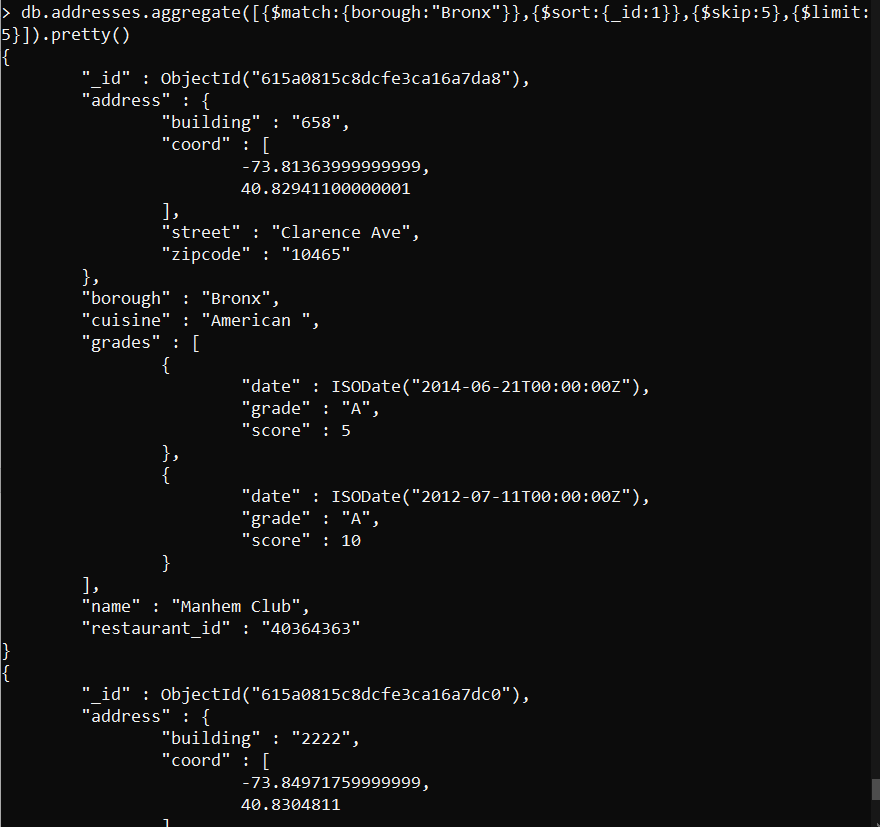 > db.addresses.aggregate([{$match:{borough:"Bronx"}},{$sort:{_id:1}},{$skip:5},{$limit:
5}]).pretty()
{
        "_id" : ObjectId("615a0815c8dcfe3ca16a7da8"),
        "address" : {
                "building" : "658",
                "coord" : [
                        -73.81363999999999,
                        40.82941100000001
                ],
                "street" : "Clarence Ave",
                "zipcode" : "10465"
        },
        "borough" : "Bronx",
        "cuisine" : "American ",
        "grades" : [
                {
                        "date" : ISODate("2014-06-21T00:00:00Z"),
                        "grade" : "A",
                        "score" : 5
                },
                {
                        "date" : ISODate("2012-07-11T00:00:00Z"),
                        "grade" : "A",
                        "score" : 10
                }
        ],
        "name" : "Manhem Club",
        "restaurant_id" : "40364363"
}
{
        "_id" : ObjectId("615a0815c8dcfe3ca16a7dc0"),
        "address" : {
                "building" : "2222",
                "coord" : [
                        -73.84971759999999,
                        40.8304811
                ]